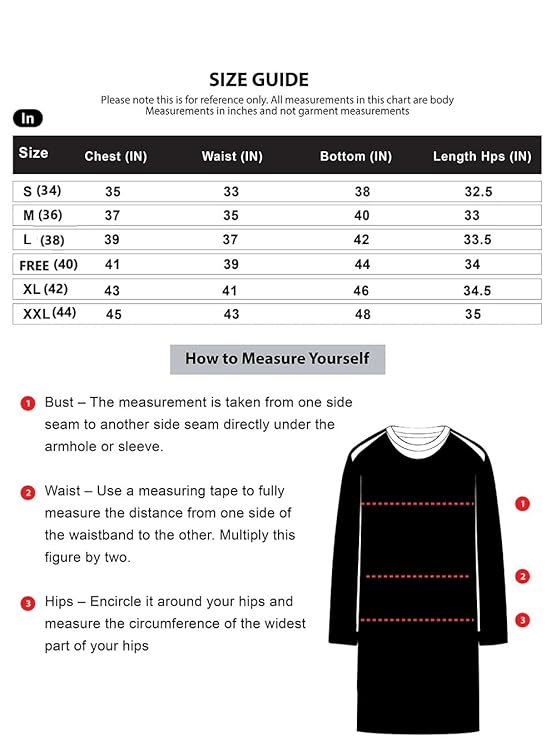 SIZE GUIDE
Please note this is for reference only. All measurements in this chart are body
Measurements in inches and not garment measurements
In
Size Chest (IN) Waist (IN) Bottom (IN) Length Hps (IN)
S (34) 35 33 38 32.5
M (36) 37 35 40 33
L (38) 39 37 42 33.5
FREE (40) 41 39 44 34
XL (42) 43 41 46 34.5
XXL (44) 45 43 48 35
How to Measure Yourself
1 Bust – The measurement is taken from one side
seam to another side seam directly under the
armhole or sleeve.
2 Waist – Use a measuring tape to fully
measure the distance from one side of
the waistband to the other. Multiply this
figure by two.
3 Hips – Encircle it around your hips and
measure the circumference of the widest
part of your hips
1
2
3